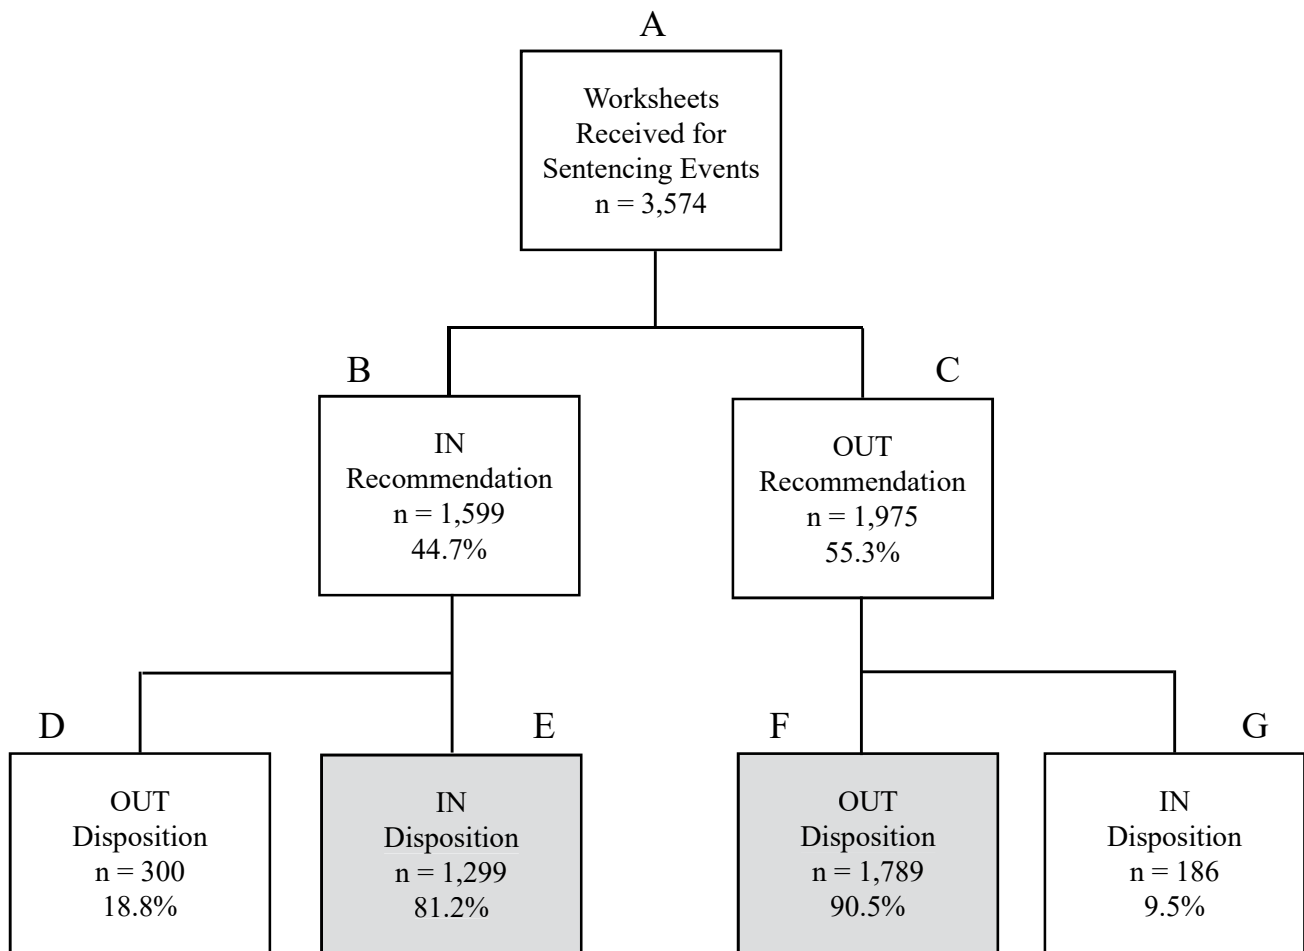 A
Worksheets
Received for
Sentencing Events
n = 3,574
B
IN
Recommendation
n = 1,599
44.7%
C
OUT
Recommendation
n = 1,975
55.3%
D
OUT
Disposition
n = 300
18.8%
E
IN
Disposition
n = 1,299
81.2%
F
OUT
Disposition
n = 1,789
90.5%
G
IN
Disposition
n = 186
9.5%